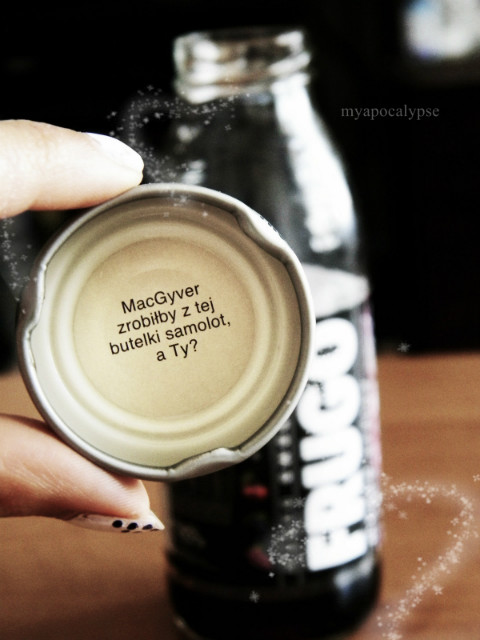 myapocalypse
MacGyver
zrobiłby z tej
butelki samolot,
a Ty?
FRUGO